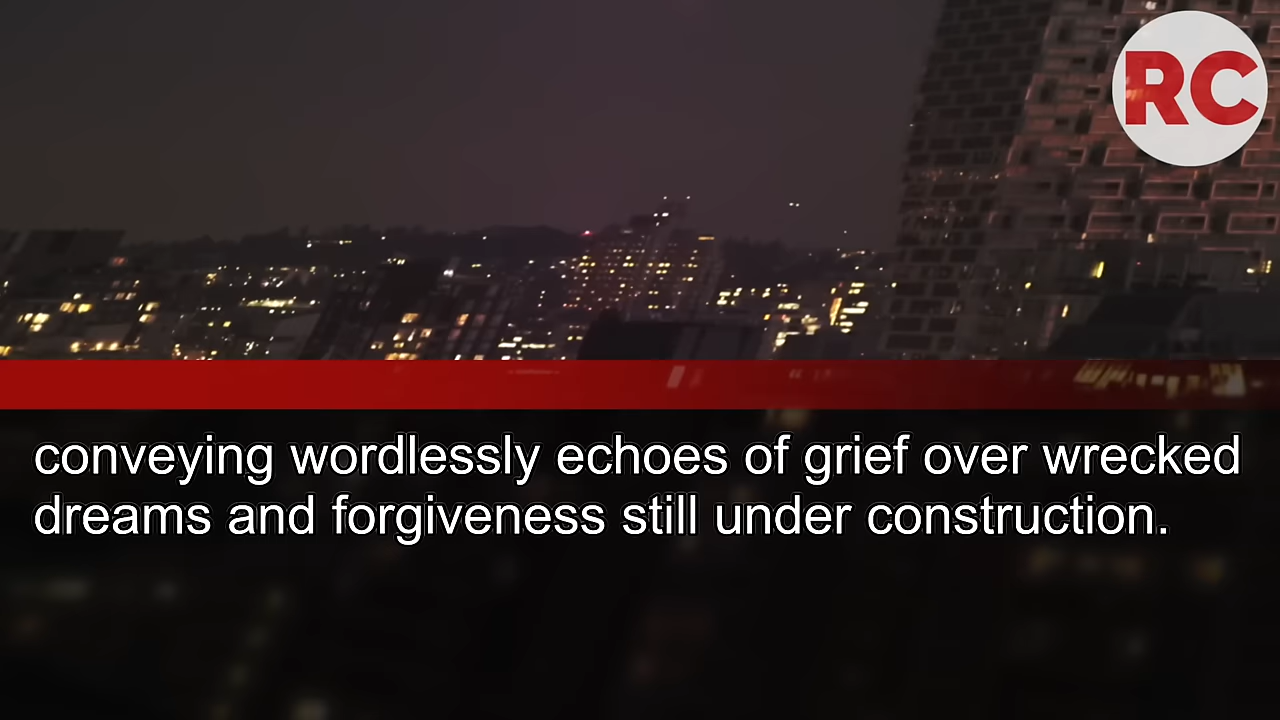 RC
conveying wordlessly echoes of grief over wrecked
dreams and forgiveness still under construction.